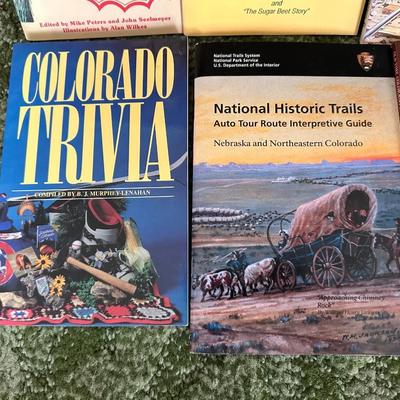 Edited by Mike Peters and John Seelmeyer
Illustrations by Alan Wilkes
and
"The Sugar Beet Story"
COLORADO
TRIVIA
COMPILED BY B. J. MURPHEY-LENAHAN
National Trails System
National Park Service
U.S. Department of the Interior
National Historic Trails
Auto Tour Route Interpretive Guide
Nebraska and Northeastern Colorado
"Approaching Chimney
Rock"